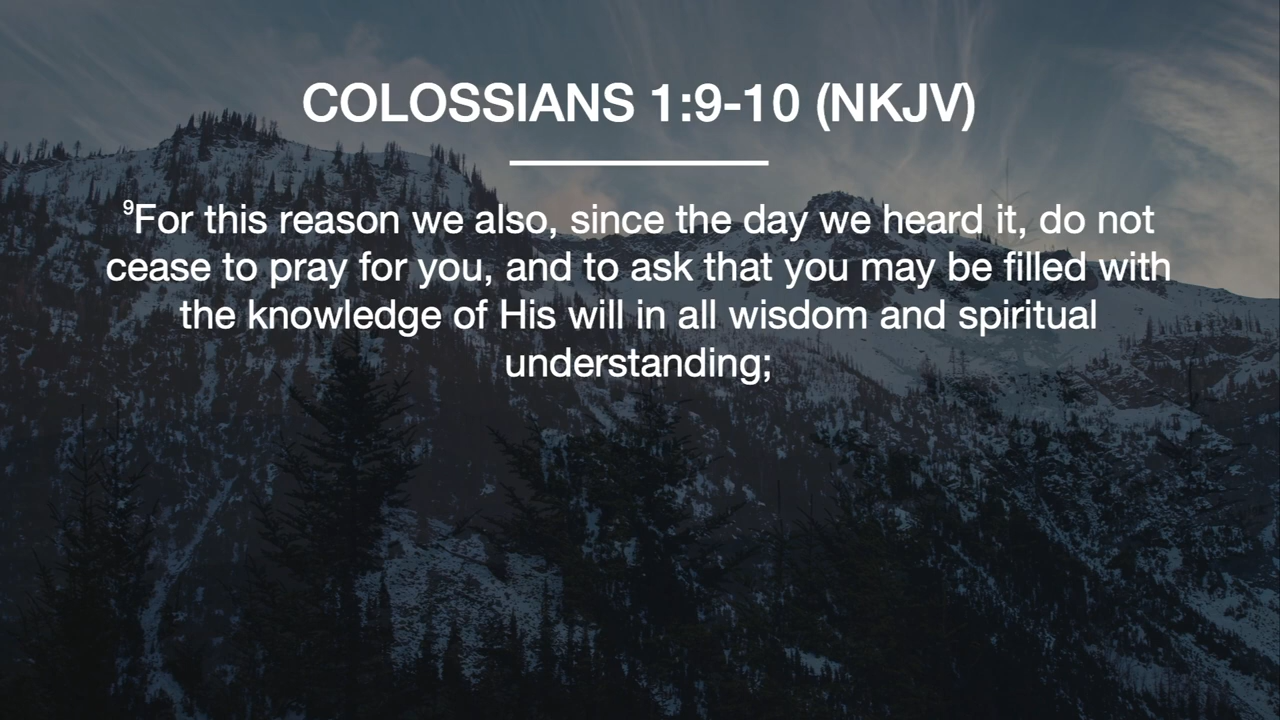 COLOSSIANS 1:9-10 (NKJV)
⁹For this reason we also, since the day we heard it, do not
cease to pray for you, and to ask that you may be filled with
the knowledge of His will in all wisdom and spiritual
understanding;